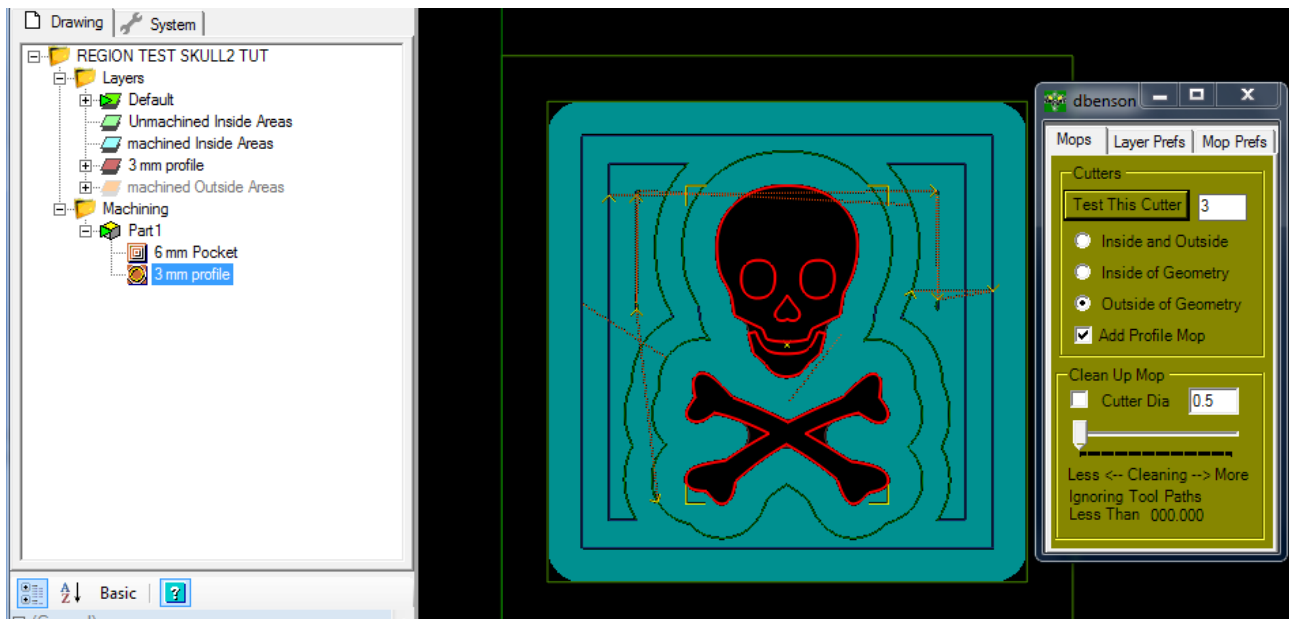 Drawing System
REGION TEST SKULL2 TUT
Layers
Default
Unmachined Inside Areas
machined Inside Areas
3 mm profile
machined Outside Areas
Machining
Part1
6 mm Pocket
3 mm profile
A
Z Basic ?
dbenson
Mops Layer Prefs Mop Prefs
Cutters
Test This Cutter 3
Inside and Outside
Inside of Geometry
Outside of Geometry
Add Profile Mop
Clean Up Mop
Cutter Dia 0.5
Less <-- Cleaning --> More
Ignoring Tool Paths
Less Than 000.000